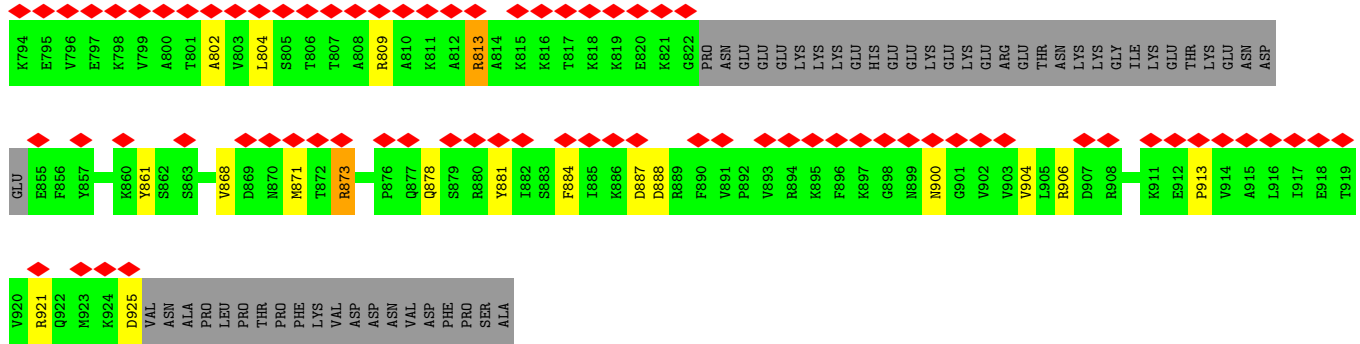 K794 E795 V796 E797 K798 V799 A800 T801 A802 V803 L804 S805 T806 T807 A808 R809 A810 K811 A812 R813 A814 K815 K816 T817 K818 K819 E820 K821 G822 PRO ASN GLU GLU GLU GLU LYS LYS LYS GLU HIS GLU GLU GLU LYS GLU LYS GLU ARG GLU THR ASN LYS LYS GLY ILE LYS GLU THR LYS GLU ASN ASP
GLU E855 F856 Y857 K860 Y861 S862 S863 V868 D869 N870 M871 T872 R873 P876 Q877 Q878 S879 R880 Y881 I882 S883 F884 I885 K886 D887 D888 R889 F890 V891 P892 V893 R894 K895 F896 K897 G898 N899 N900 G901 V902 V903 V904 L905 R906 D907 R908 K911 E912 P913 V914 A915 L916 I917 E918 T919
V920 R921 Q922 M923 K924 D925 VAL ASN ALA PRO LEU PRO THR PRO PHE LYS VAL ASP ASP ASN VAL ASP PHE PRO SER ALA